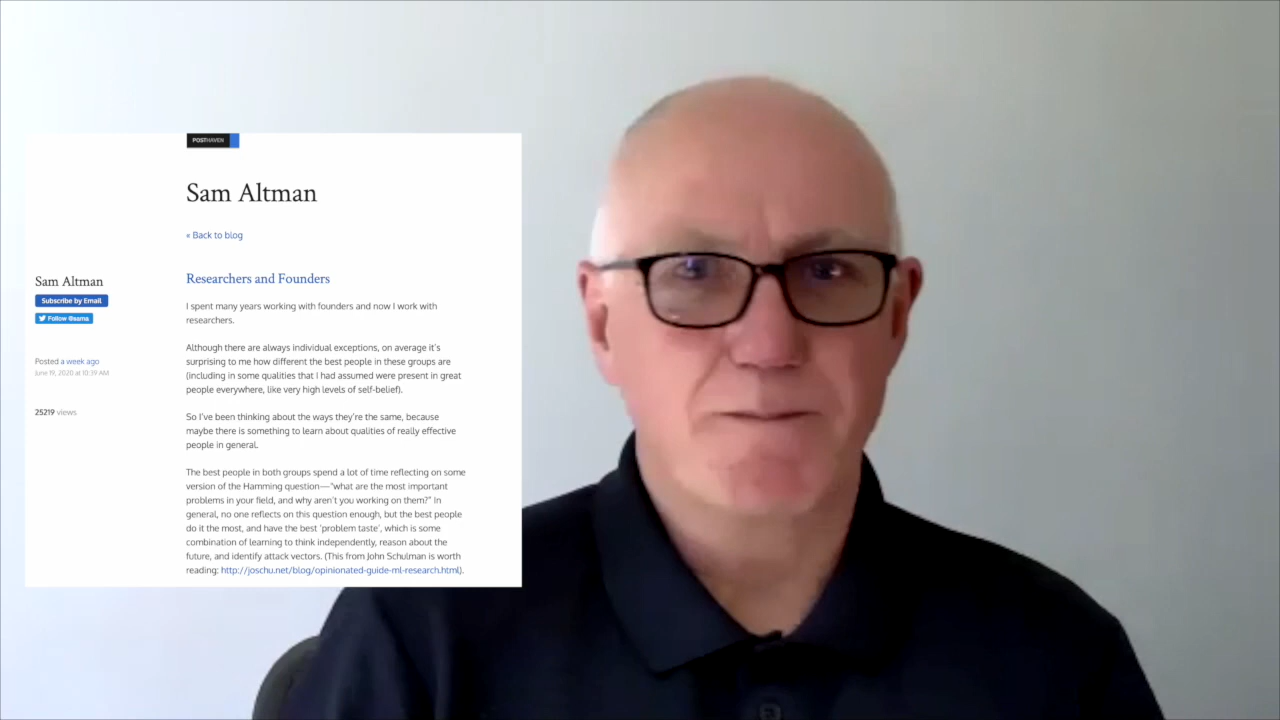 POSTHAVEN
Sam Altman
« Back to blog
Sam Altman
Subscribe by Email
Follow @sama
Posted a week ago
June 19, 2020 at 10:39 AM
25219 views
Researchers and Founders
I spent many years working with founders and now I work with
researchers.
Although there are always individual exceptions, on average it's
surprising to me how different the best people in these groups are
(including in some qualities that I had assumed were present in great
people everywhere, like very high levels of self-belief).
So I've been thinking about the ways they're the same, because
maybe there is something to learn about qualities of really effective
people in general.
The best people in both groups spend a lot of time reflecting on some
version of the Hamming question—"what are the most important
problems in your field, and why aren't you working on them?" In
general, no one reflects on this question enough, but the best people
do it the most, and have the best 'problem taste', which is some
combination of learning to think independently, reason about the
future, and identify attack vectors. (This from John Schulman is worth
reading: http://joschu.net/blog/opinionated-guide-ml-research.html).